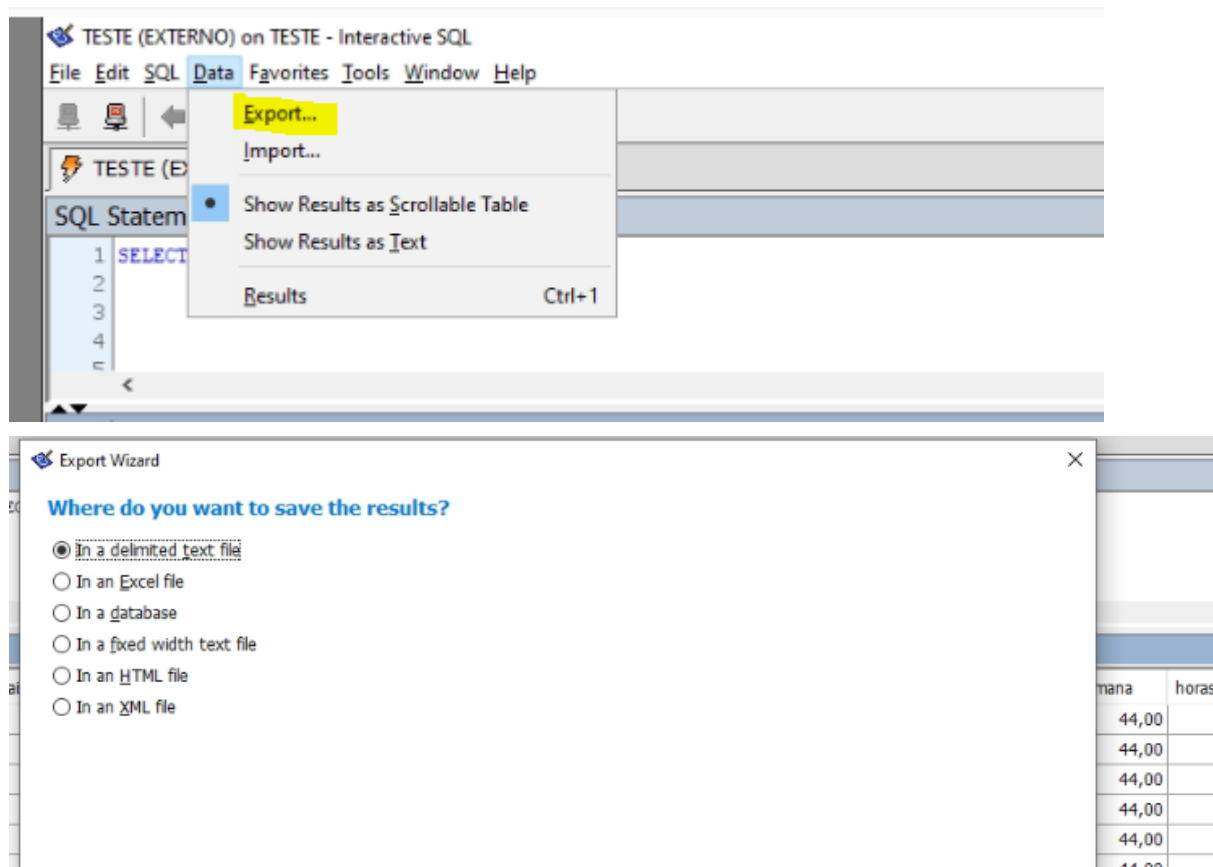 TESTE (EXTERNO) on TESTE - Interactive SQL
File Edit SQL Data Favorites Tools Window Help
Export...
Import...
TESTE (EX
Show Results as Scrollable Table
SQL Statem
Show Results as Text
1 SELECT
2
Results Ctrl+1
3
4
5
Export Wizard
Where do you want to save the results?
In a delimited text file
In an Excel file
In a database
In a fixed width text file
In an HTML file
mana horas
In an XML file
44,00
44,00
44,00
44,00
44,00
44,00